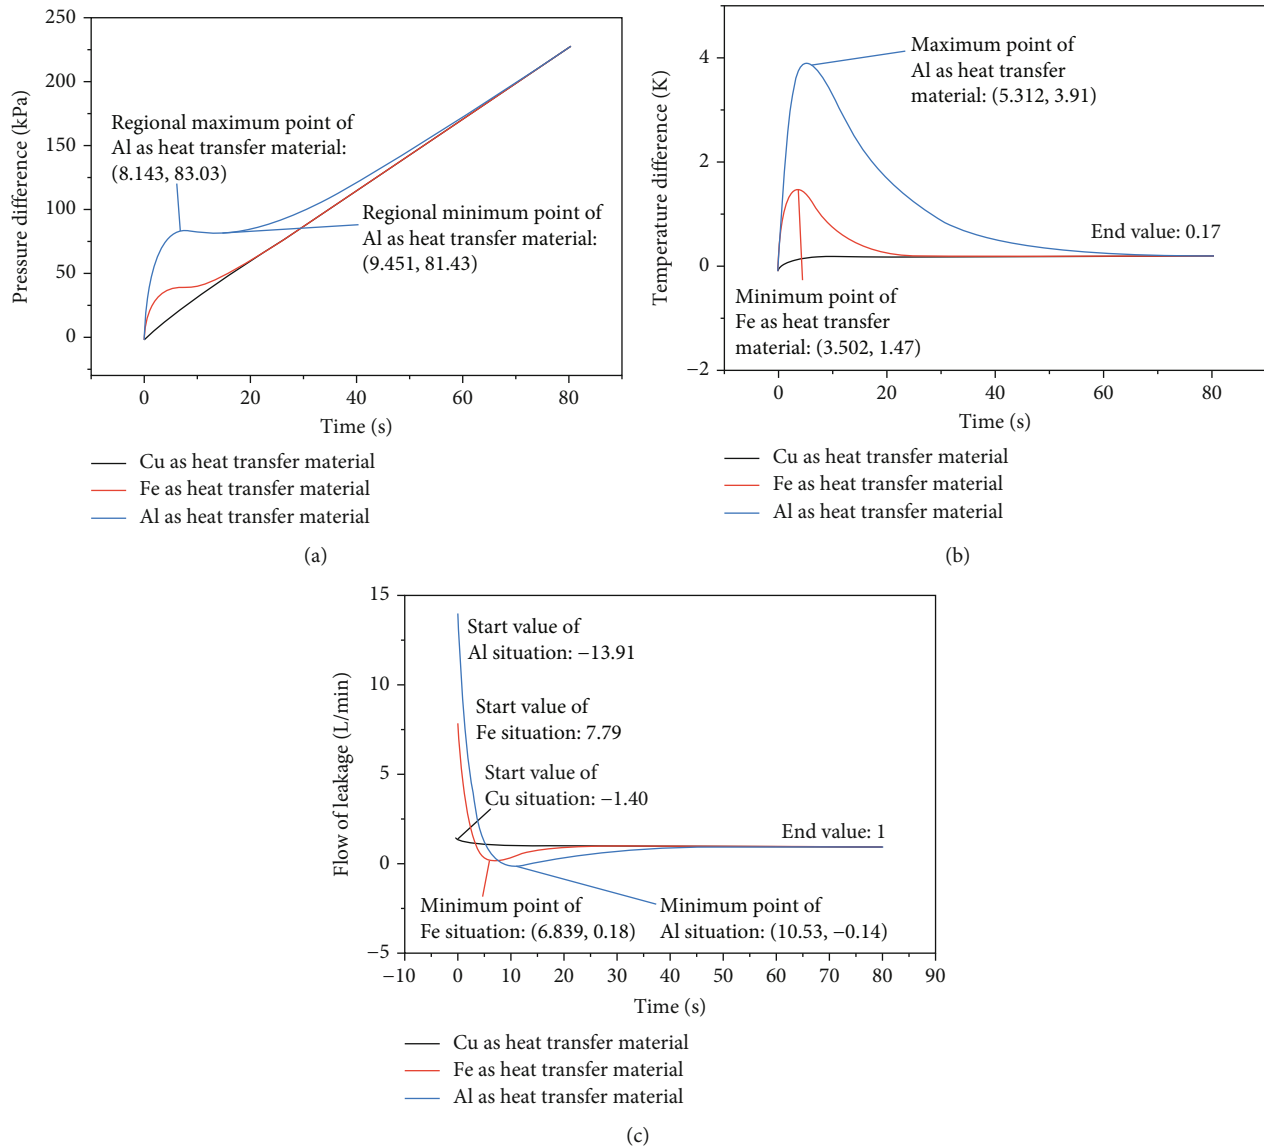 250
200
150
100
50
0
Pressure difference (kPa)
Regional maximum point of
Al as heat transfer material:
(8.143, 83.03)
Regional minimum point of
Al as heat transfer material:
(9.451, 81.43)
0
20
40
60
80
Time (s)
Cu as heat transfer material
Fe as heat transfer material
Al as heat transfer material
(a)
4
2
0
−2
Temperature difference (K)
Maximum point of
Al as heat transfer
material: (5.312, 3.91)
End value: 0.17
Minimum point of
Fe as heat transfer
material: (3.502, 1.47)
0
20
40
60
80
Time (s)
Cu as heat transfer material
Fe as heat transfer material
Al as heat transfer material
(b)
15
10
5
0
−5
Flow of leakage (L/min)
Start value of
Al situation: −13.91
Start value of
Fe situation: 7.79
Start value of
Cu situation: −1.40
End value: 1
Minimum point of
Fe situation: (6.839, 0.18)
Minimum point of
Al situation: (10.53, −0.14)
−10
0
10
20
30
40
50
60
70
80
90
Time (s)
Cu as heat transfer material
Fe as heat transfer material
Al as heat transfer material
(c)